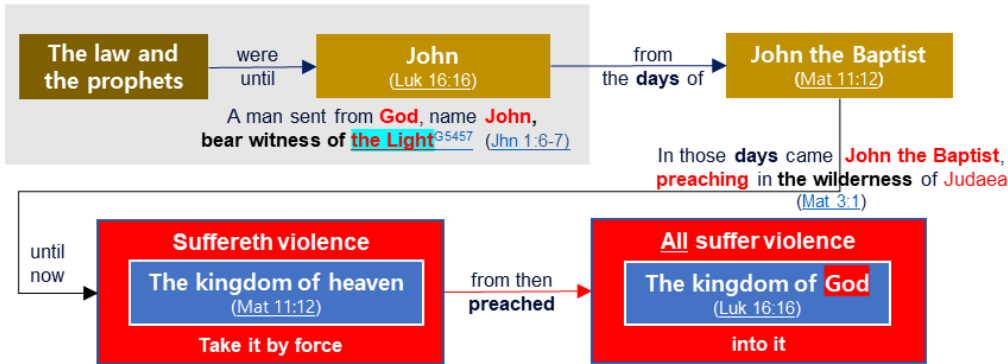 The law and
the prophets
were
until
John
(Luk 16:16)
from
the days of
John the Baptist
(Mat 11:12)
A man sent from God, name John,
bear witness of the Light G5457 (Jhn 1:6-7)
In those days came John the Baptist,
preaching in the wilderness of Judaea
(Mat 3:1)
until
now
Suffereth violence
The kingdom of heaven
(Mat 11:12)
Take it by force
from then
preached
All suffer violence
The kingdom of God
(Luk 16:16)
into it